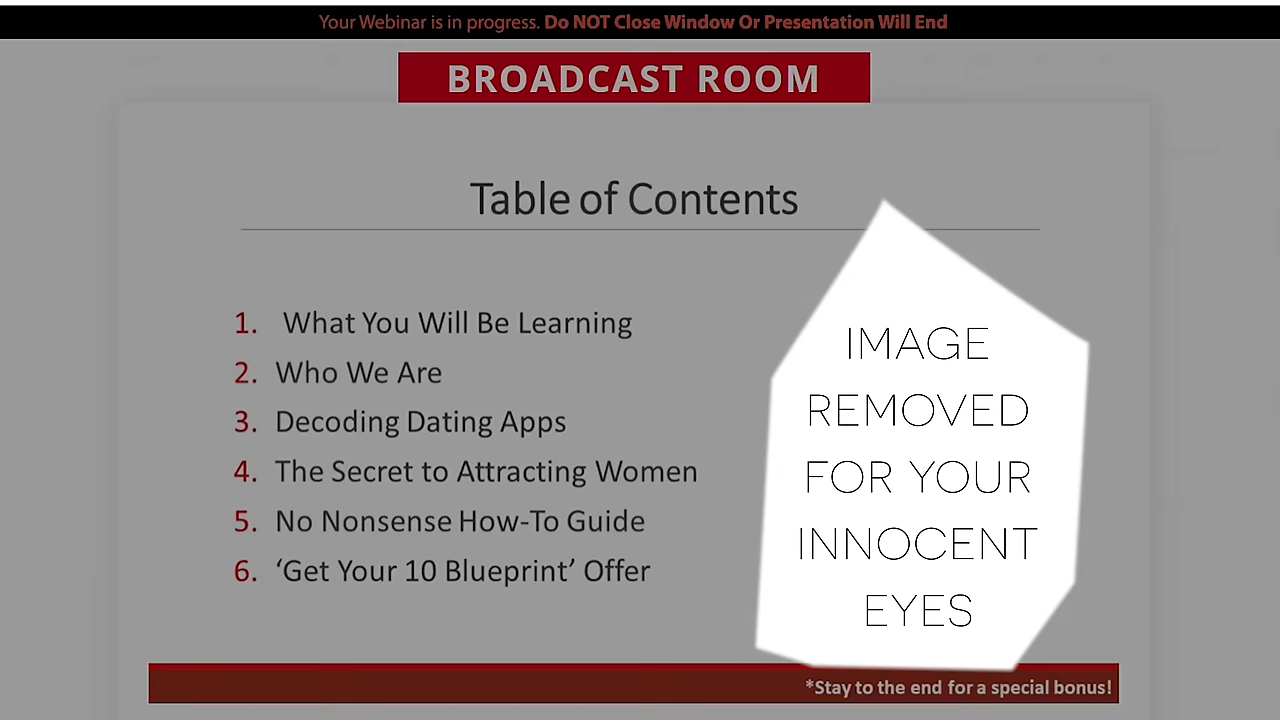 Your Webinar is in progress. Do NOT Close Window Or Presentation Will End
BROADCAST ROOM
Table of Contents
1. What You Will Be Learning
2. Who We Are
3. Decoding Dating Apps
4. The Secret to Attracting Women
5. No Nonsense How-To Guide
6. ‘Get Your 10 Blueprint’ Offer
IMAGE
REMOVED
FOR YOUR
INNOCENT
EYES
*Stay to the end for a special bonus!